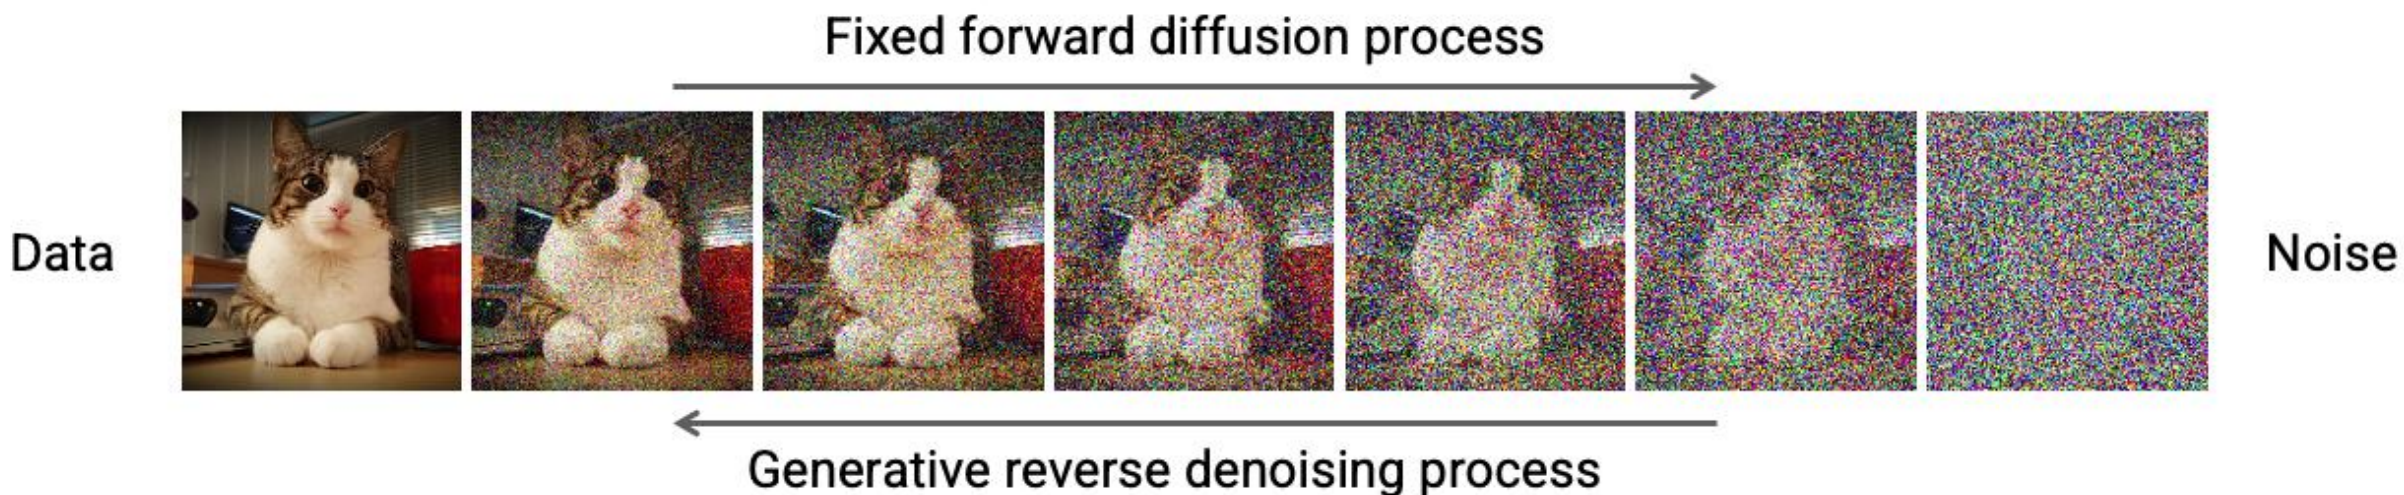 Fixed forward diffusion process
Data
Noise
Generative reverse denoising process